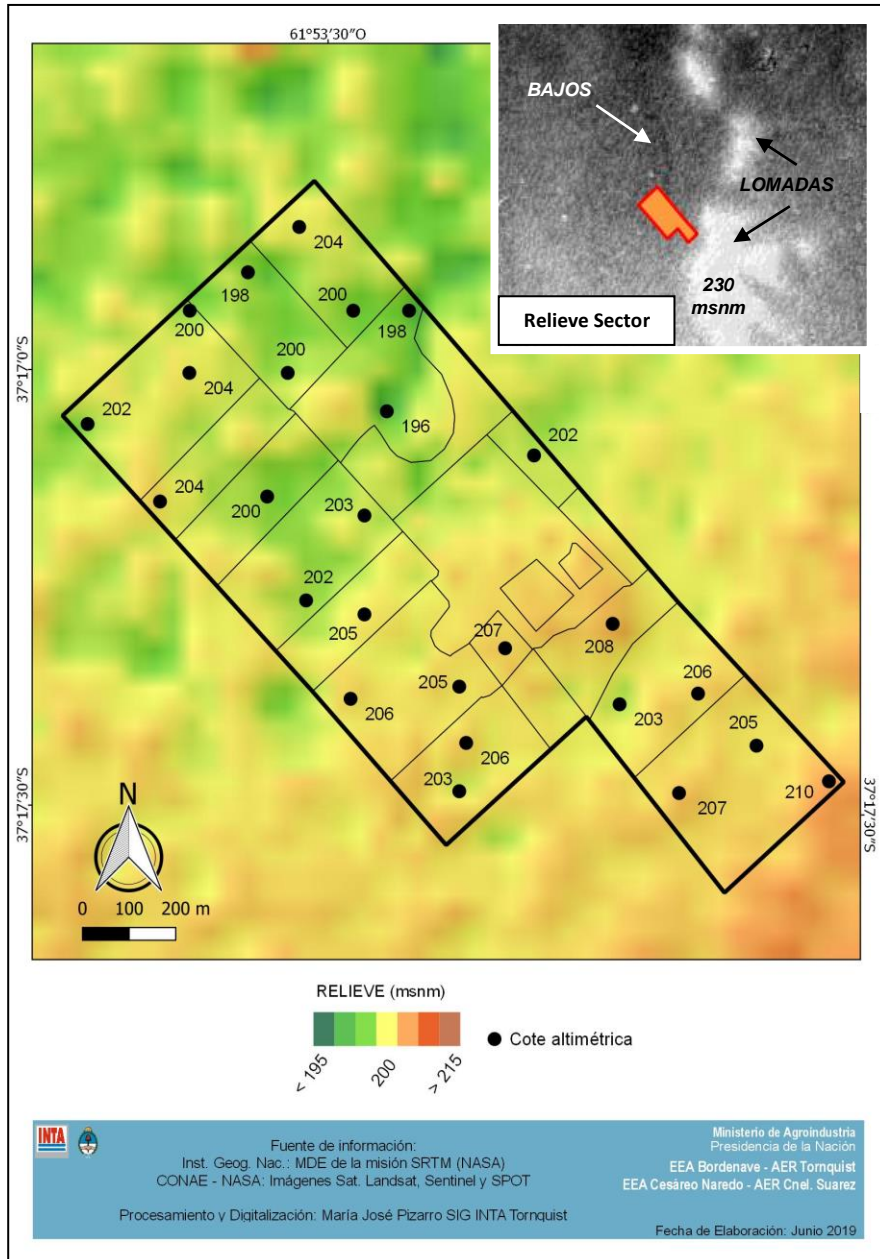 61°53'30"O
BAJOS
LOMADAS
230
msnm
Relieve Sector
37°17'0"S
204
198
200
200
198
200
204
202
196
202
204
200
203
202
205
207
208
205
206
206
203
206
203
205
207
210
37°17'30"S
37°17'30"S
N
0 100 200 m
RELIEVE (msnm)
< 195
200
> 215
Cote altimétrica
INTA
Fuente de información:
Inst. Geog. Nac.: MDE de la misión SRTM (NASA)
CONAE - NASA: Imágenes Sat. Landsat, Sentinel y SPOT
Procesamiento y Digitalización: María José Pizarro SIG INTA Tornquist
Ministerio de Agroindustria
Presidencia de la Nación
EEA Bordenave - AER Tornquist
EEA Cesáreo Naredo - AER Cnel. Suarez
Fecha de Elaboración: Junio 2019